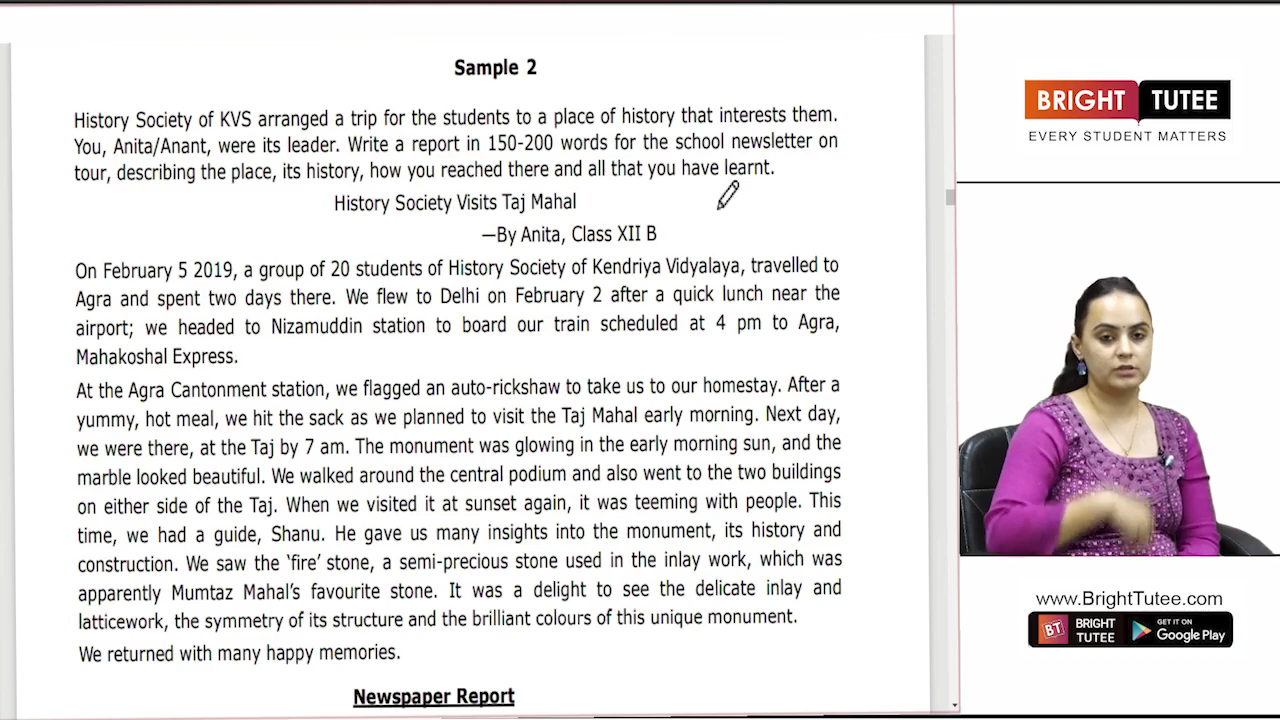 Sample 2
History Society of KVS arranged a trip for the students to a place of history that interests them.
You, Anita/Anant, were its leader. Write a report in 150-200 words for the school newsletter on
tour, describing the place, its history, how you reached there and all that you have learnt.
History Society Visits Taj Mahal
—By Anita, Class XII B
On February 5 2019, a group of 20 students of History Society of Kendriya Vidyalaya, travelled to
Agra and spent two days there. We flew to Delhi on February 2 after a quick lunch near the
airport; we headed to Nizamuddin station to board our train scheduled at 4 pm to Agra,
Mahakoshal Express.
At the Agra Cantonment station, we flagged an auto-rickshaw to take us to our homestay. After a
yummy, hot meal, we hit the sack as we planned to visit the Taj Mahal early morning. Next day,
we were there, at the Taj by 7 am. The monument was glowing in the early morning sun, and the
marble looked beautiful. We walked around the central podium and also went to the two buildings
on either side of the Taj. When we visited it at sunset again, it was teeming with people. This
time, we had a guide, Shanu. He gave us many insights into the monument, its history and
construction. We saw the 'fire' stone, a semi-precious stone used in the inlay work, which was
apparently Mumtaz Mahal's favourite stone. It was a delight to see the delicate inlay and
latticework, the symmetry of its structure and the brilliant colours of this unique monument.
We returned with many happy memories.
Newspaper Report
BRIGHT TUTEE
EVERY STUDENT MATTERS
www.BrightTutee.com
BT BRIGHT TUTEE
GET IT ON
Google Play